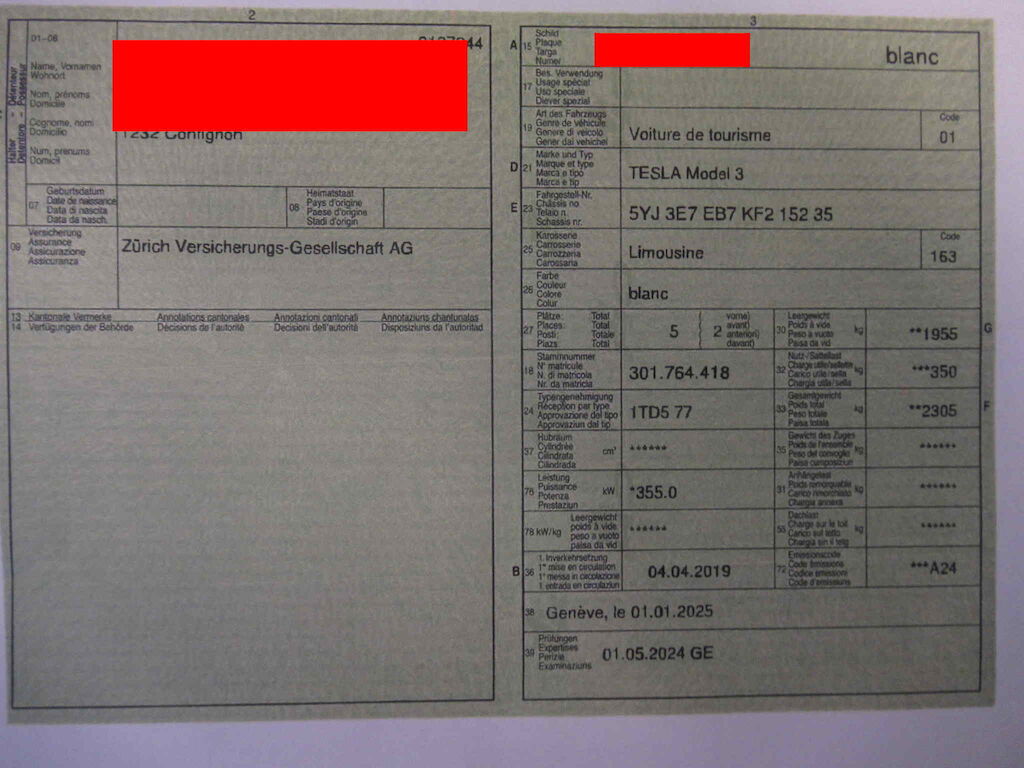 2
01-06
Name, Vornamen
Wohnort
Nom, prénoms
Domicile
Cognome, nomi
Domicilio
Num, prenums
Domicil
Halter - Détenteur
Detentore - Possessur
1232 Confignon
07
Geburtsdatum
Date de naissance
Data di nascita
Data da nasch.
08
Heimatstaat
Pays d'origine
Paese d'origine
Stadi d'origin
09
Versicherung
Assurance
Assicurazione
Assicuranza
Zürich Versicherungs-Gesellschaft AG
13 Kantonale Vermerke Annotations cantonales Annotazioni cantonali Annotaziuns chantunalas
14 Verfügungen der Behörde Décisions de l'autorité Decisioni dell'autorité Disposiziuns da l'autoritad
3
A 15
Schild
Plaque
Targa
Numer
blanc
17
Bes. Verwendung
Usage spécial
Uso speciale
Diever spezial
19
Art des Fahrzeugs
Genre de véhicule
Genere di veicolo
Gener dal vehichel
Voiture de tourisme
Code
01
D 21
Marke und Typ
Marque et type
Marca e tipo
Marca e tip
TESLA Model 3
E 23
Fahrgestell-Nr.
Châssis no
Telaio n.
Schassis nr.
5YJ 3E7 EB7 KF2 152 35
25
Karosserie
Carrosserie
Carrozzeria
Carossaria
Limousine
Code
163
26
Farbe
Couleur
Colore
Colur
blanc
27
Plätze: Total
Places: Total
Posti: Totale
Plazs: Total
5
2
vorne)
avant)
anteriori)
davant)
30
Leergewicht
Poids à vide
Peso a vuoto
Paisa da vid
kg
**1955
G
18
Stammnummer
N° matricule
N. di matricola
Nr. da matricla
301.764.418
32
Nutz-/Sattellast
Charge utile/sellette
Carico utile/sella
Chargia utila/sella
kg
***350
24
Typengenehmigung
Réception par type
Approvazione del tipo
Approvaziun dal tip
1TD5 77
33
Gesamtgewicht
Poids total
Peso totale
Paisa totala
kg
**2305
F
37
Hubraum
Cylindrée
Cilindrata
Cilindrada
cm³
******
35
Gewicht des Zuges
Poids de l'ensemble
Peso del convoglio
Paisa cumposiziun
kg
******
76
Leistung
Puissance
Potenza
Prestaziun
kW
*355.0
31
Anhängelast
Poids remorquable
Carico rimorchiato
Chargia annexa
kg
******
78 kW/kg
Leergewicht
poids à vide
peso a vuoto
paisa da vid
******
55
Dachlast
Charge sur le toit
Carico sul tetto
Chargia sin il tetg
kg
******
B 36
1. Inverkehrsetzung
1re mise en circulation
1a messa in circolazione
1. entrada en circulaziun
04.04.2019
72
Emissionscode
Code émissions
Codice emissioni
Code d'emissiuns
***A24
38 Genève, le 01.01.2025
39
Prüfungen
Expertises
Perizie
Examinaziuns
01.05.2024 GE